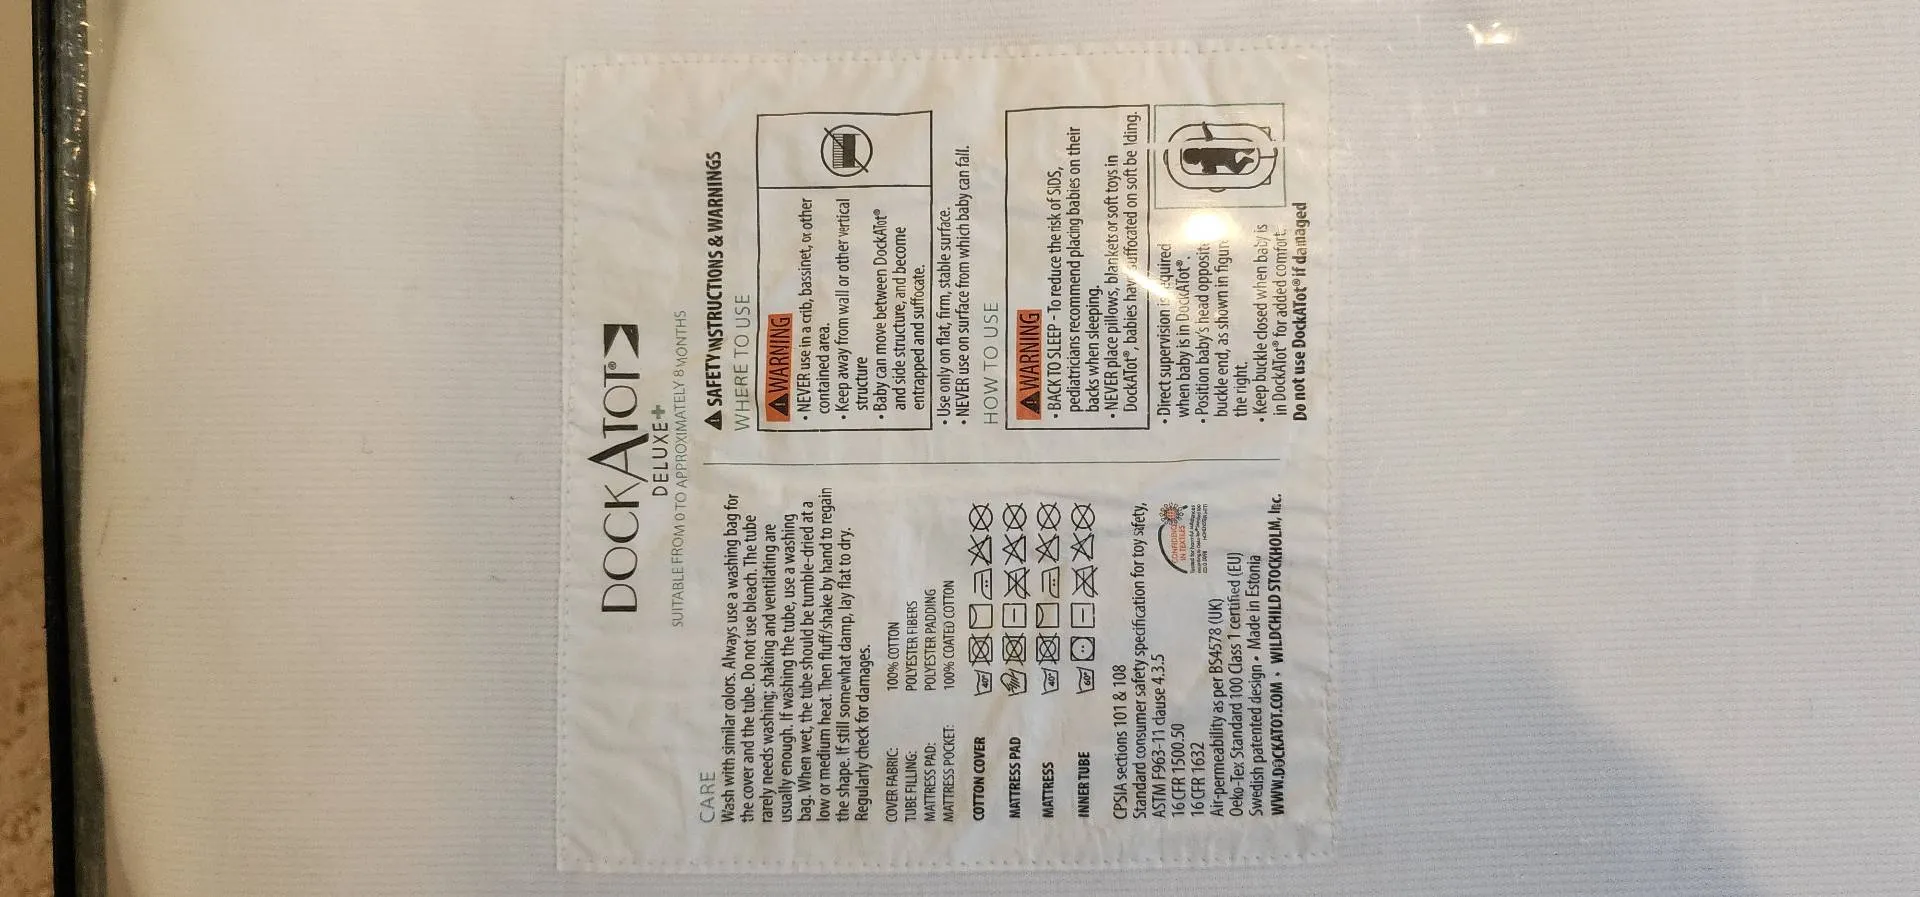 DOCKATOT®
DELUXE+
SUITABLE FROM 0 TO APPROXIMATELY 8 MONTHS
CARE
Wash with similar colors. Always use a washing bag for
the cover and the tube. Do not use bleach. The tube
rarely needs washing; shaking and ventilating are
usually enough. If washing the tube, use a washing
bag. When wet, the tube should be tumble-dried at a
low or medium heat. Then fluff/shake by hand to regain
the shape. If still somewhat damp, lay flat to dry.
Regularly check for damages.
COVER FABRIC: 100% COTTON
TUBE FILLING: POLYESTER FIBERS
MATTRESS PAD: POLYESTER PADDING
MATTRESS POCKET: 100% COATED COTTON
COTTON COVER 40°
MATTRESS PAD
MATTRESS 40°
INNER TUBE 60°
CPSIA sections 101 & 108
Standard consumer safety specification for toy safety,
ASTM F963-11 clause 4.3.5
16 CFR 1500.50
16 CFR 1632
Air-permeability as per BS4578 (UK)
Oeko-Tex Standard 100 Class 1 certified (EU)
Swedish patented design • Made in Estonia
WWW.DOCKATOT.COM • WILDCHILD STOCKHOLM, Inc.
CONFIDENCE
IN TEXTILES
SAFETY INSTRUCTIONS & WARNINGS
WHERE TO USE
WARNING
• NEVER use in a crib, bassinet, or other
contained area.
• Keep away from wall or other vertical
structure
• Baby can move between DockATot®
and side structure, and become
entrapped and suffocate.
• Use only on flat, firm, stable surface.
• NEVER use on surface from which baby can fall.
HOW TO USE
WARNING
• BACK TO SLEEP - To reduce the risk of SIDS,
pediatricians recommend placing babies on their
backs when sleeping.
• NEVER place pillows, blankets or soft toys in
DockATot®, babies have suffocated on soft bedding.
• Direct supervision is required
when baby is in DockATot®.
• Position baby's head opposite
buckle end, as shown in figure
the right.
• Keep buckle closed when baby is
in DockATot® for added comfort.
Do not use DockATot® if damaged